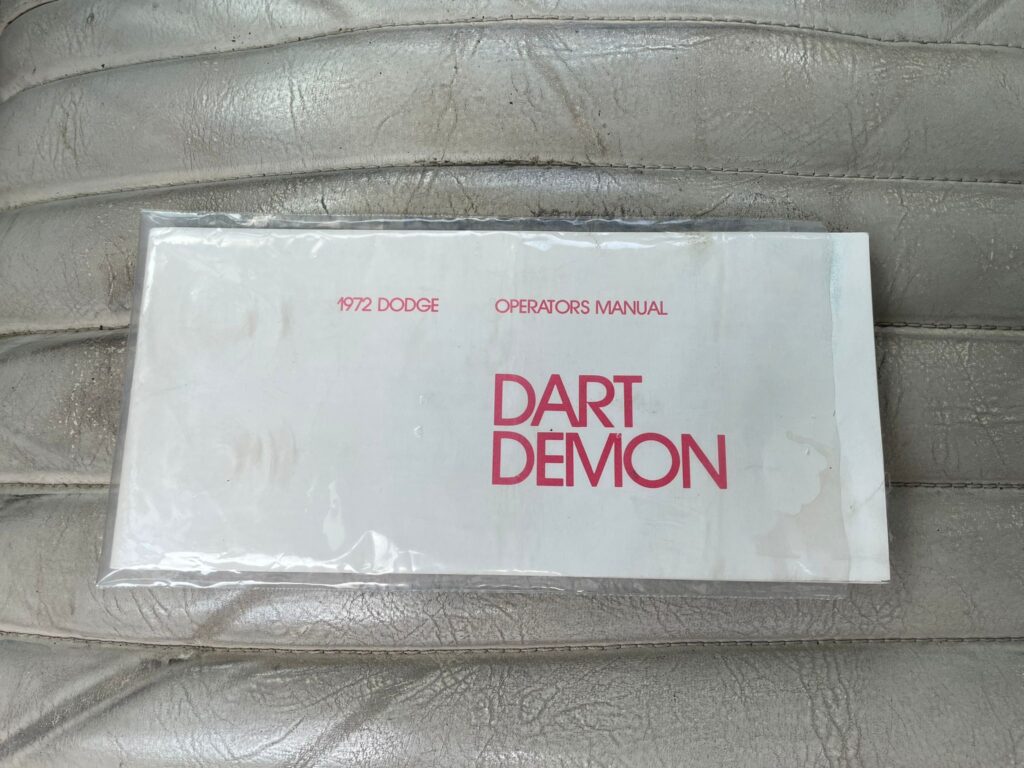 1972 DODGE OPERATORS MANUAL
DART
DEMON